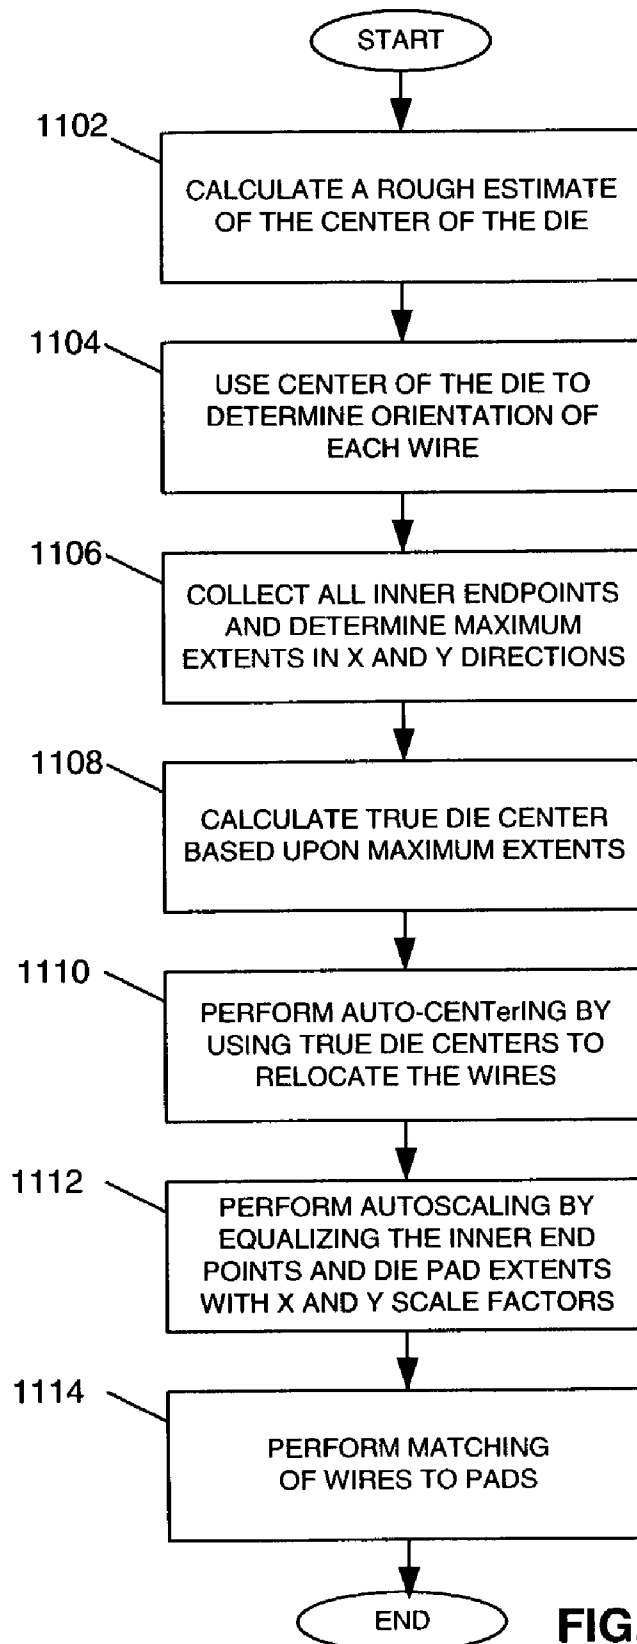 START
1102
CALCULATE A ROUGH ESTIMATE
OF THE CENTER OF THE DIE
1104
USE CENTER OF THE DIE TO
DETERMINE ORIENTATION OF
EACH WIRE
1106
COLLECT ALL INNER ENDPOINTS
AND DETERMINE MAXIMUM
EXTENTS IN X AND Y DIRECTIONS
1108
CALCULATE TRUE DIE CENTER
BASED UPON MAXIMUM EXTENTS
1110
PERFORM AUTO-CENTerING BY
USING TRUE DIE CENTERS TO
RELOCATE THE WIRES
1112
PERFORM AUTOSCALING BY
EQUALIZING THE INNER END
POINTS AND DIE PAD EXTENTS
WITH X AND Y SCALE FACTORS
1114
PERFORM MATCHING
OF WIRES TO PADS
END
FIG.